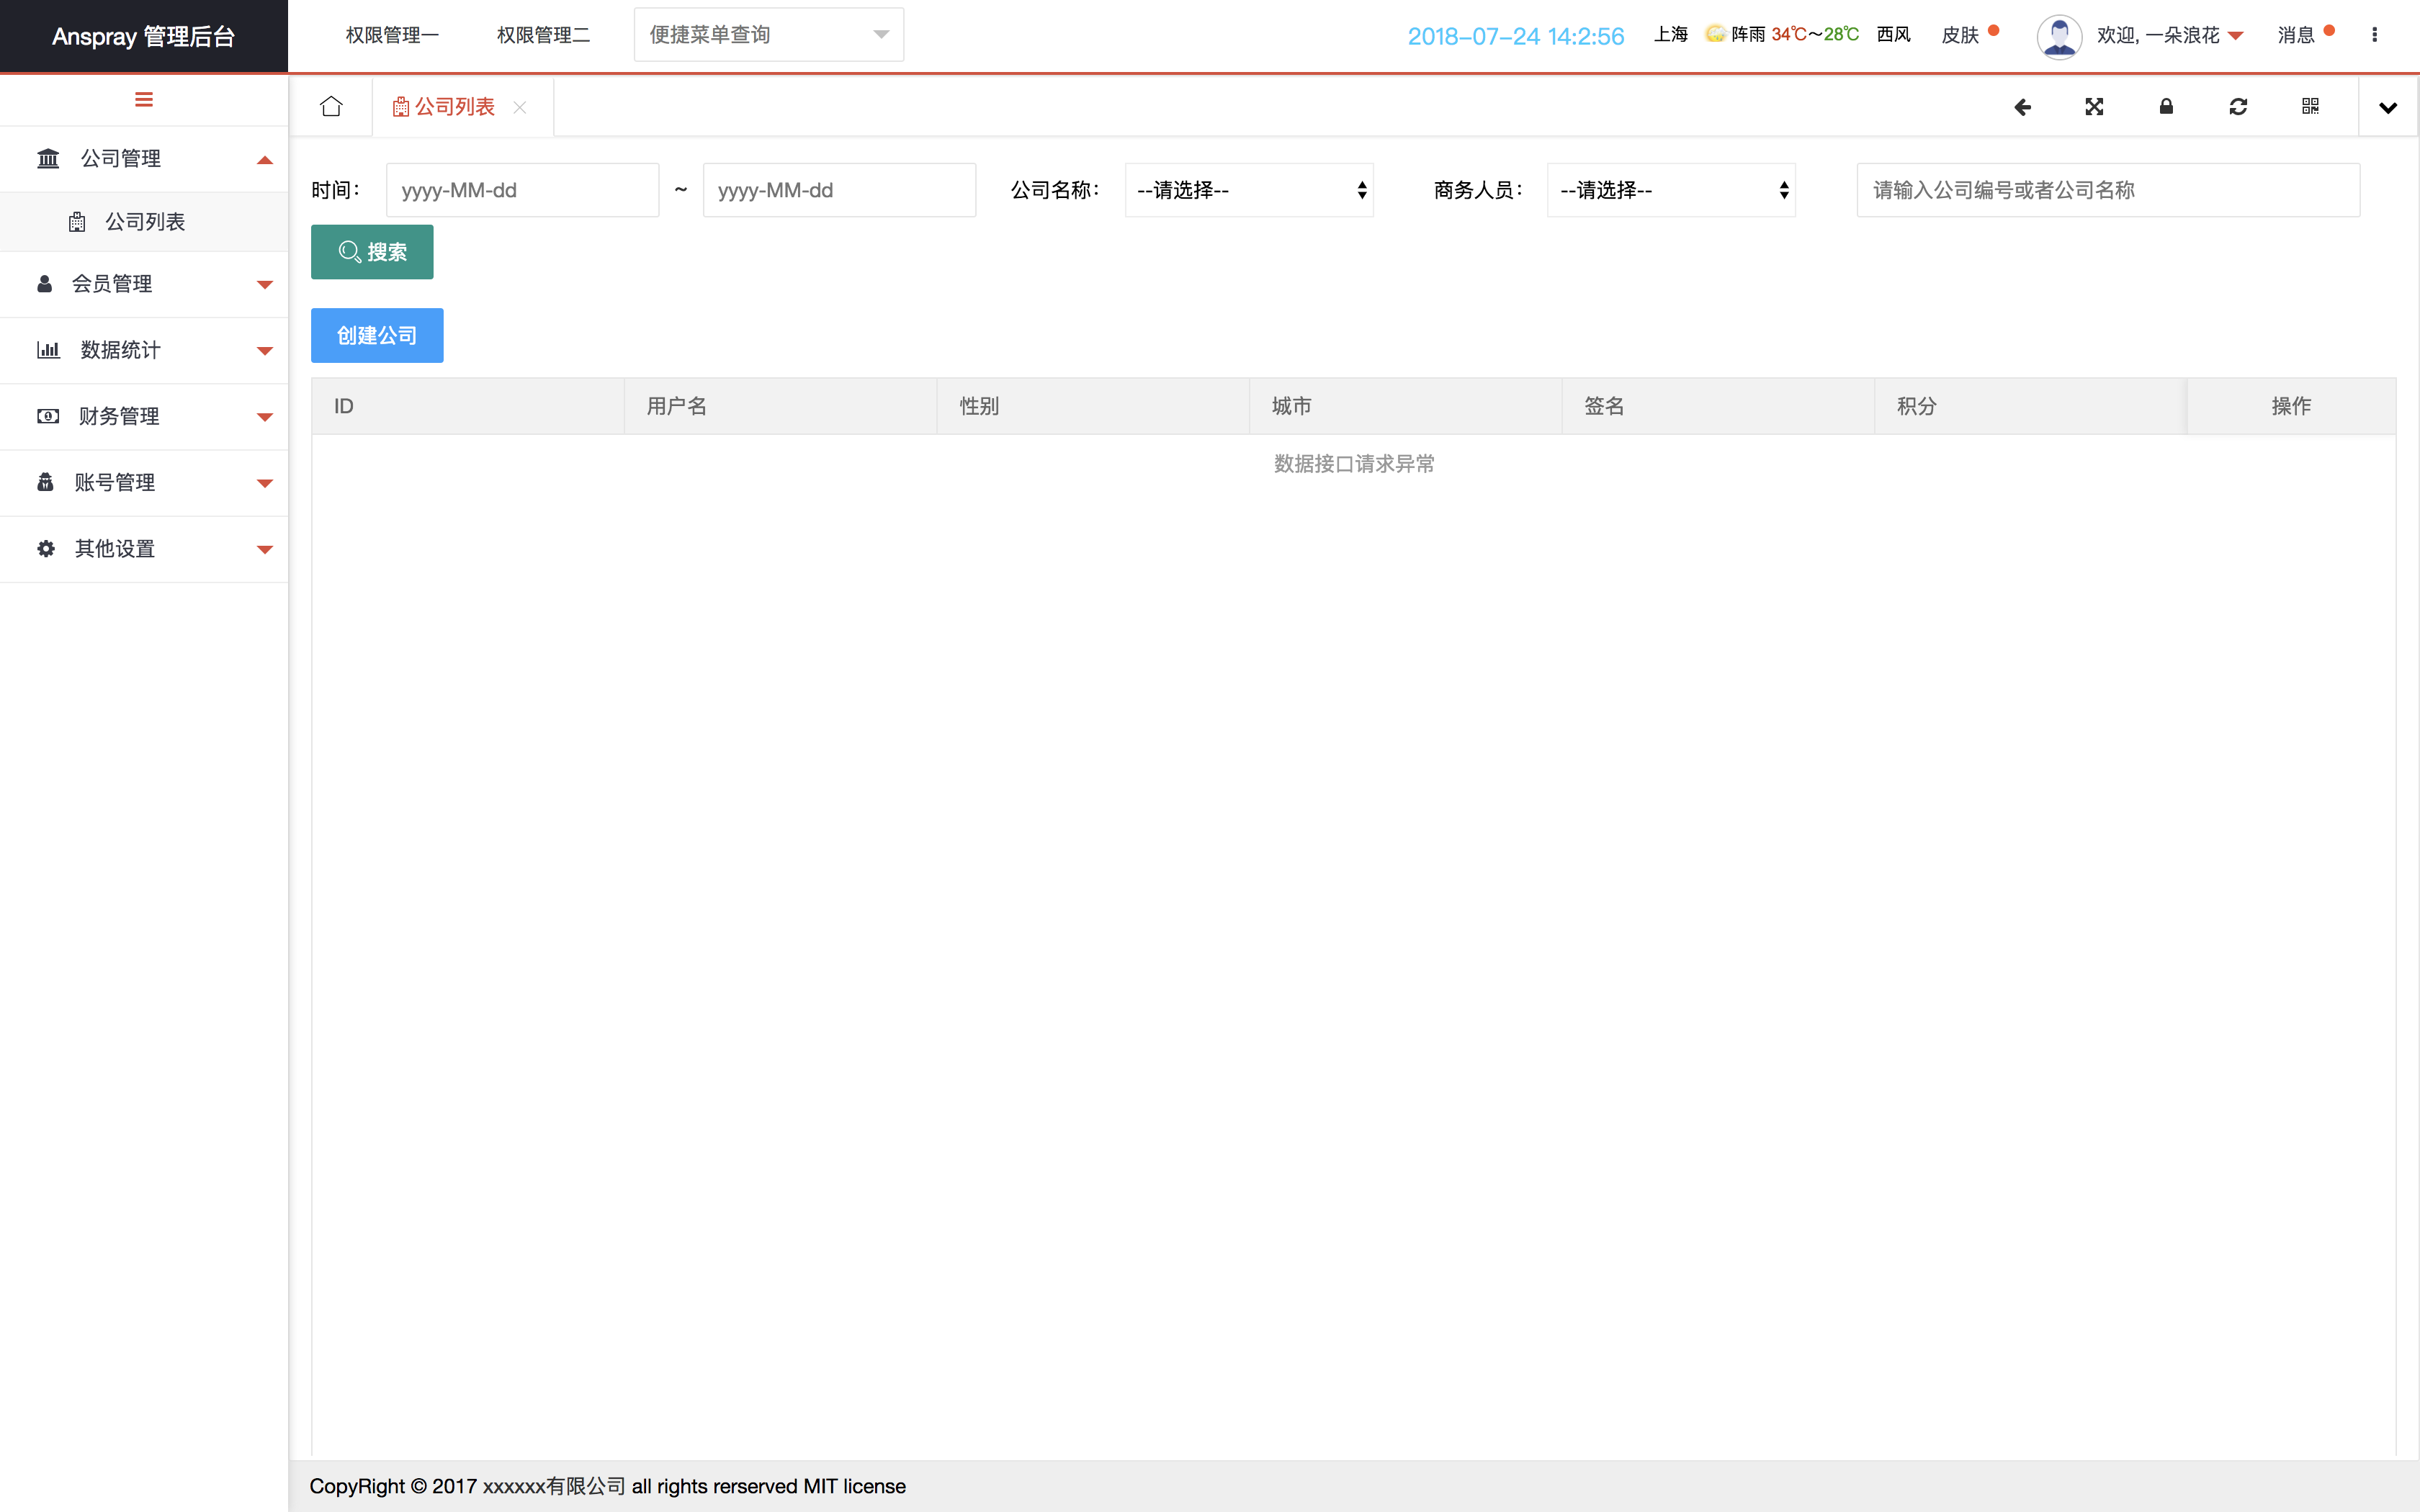 Anspray 管理后台
权限管理一 权限管理二 便捷菜单查询 2018-07-24 14:2:56 上海 阵雨 34℃～28℃ 西风 皮肤 欢迎, 一朵浪花 消息
公司列表
公司管理
公司列表
会员管理
数据统计
财务管理
账号管理
其他设置
时间： yyyy-MM-dd ~ yyyy-MM-dd 公司名称： --请选择-- 商务人员： --请选择-- 请输入公司编号或者公司名称
搜索
创建公司
ID 用户名 性别 城市 签名 积分 操作
数据接口请求异常
CopyRight © 2017 xxxxxx有限公司 all rights rerserved MIT license